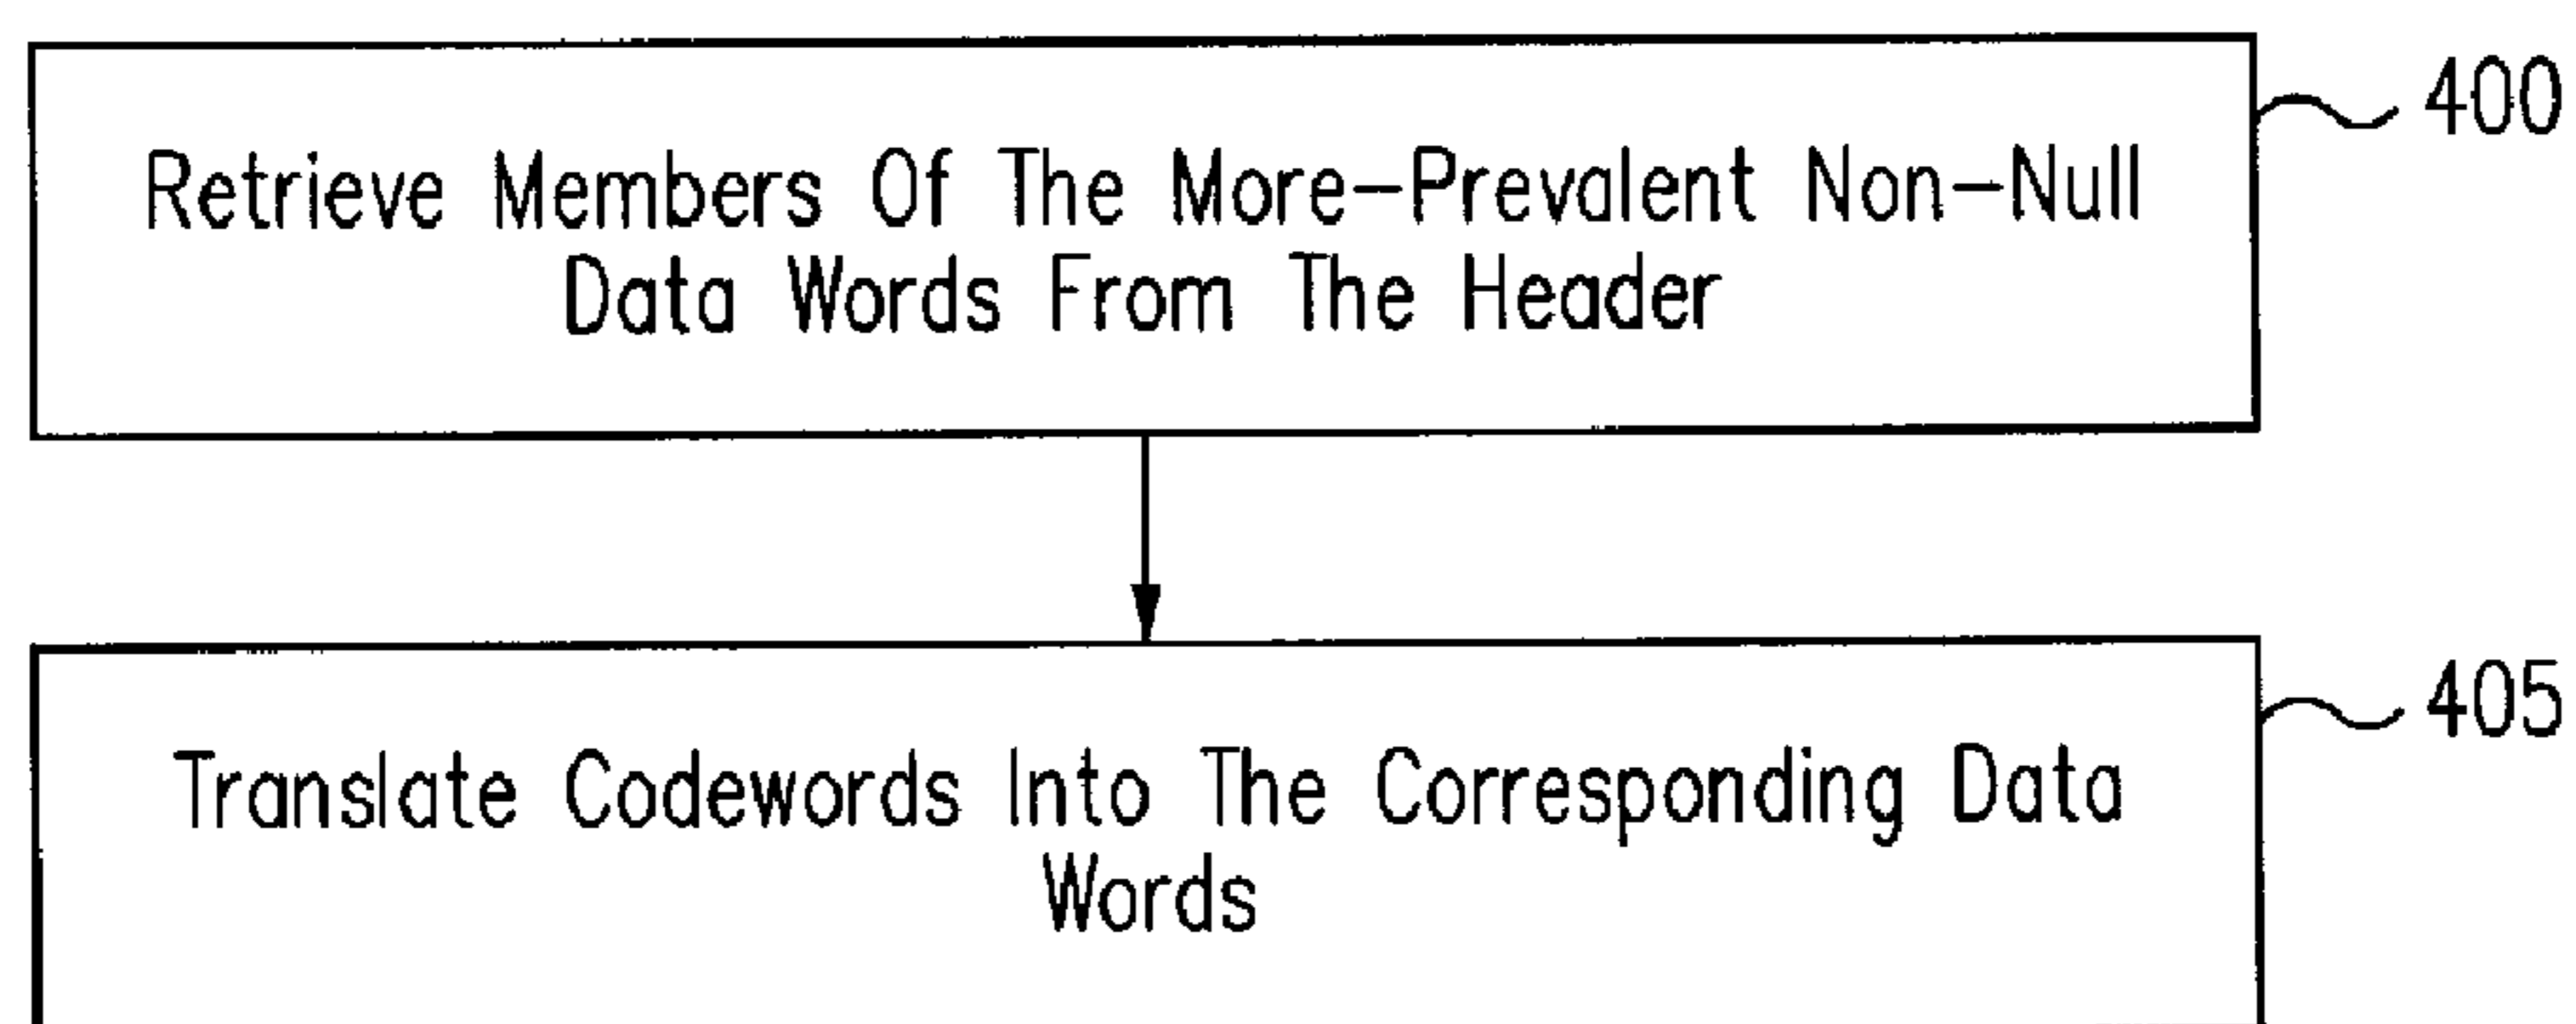 400
Retrieve Members Of The More-Prevalent Non-Null
Data Words From The Header
405
Translate Codewords Into The Corresponding Data
Words